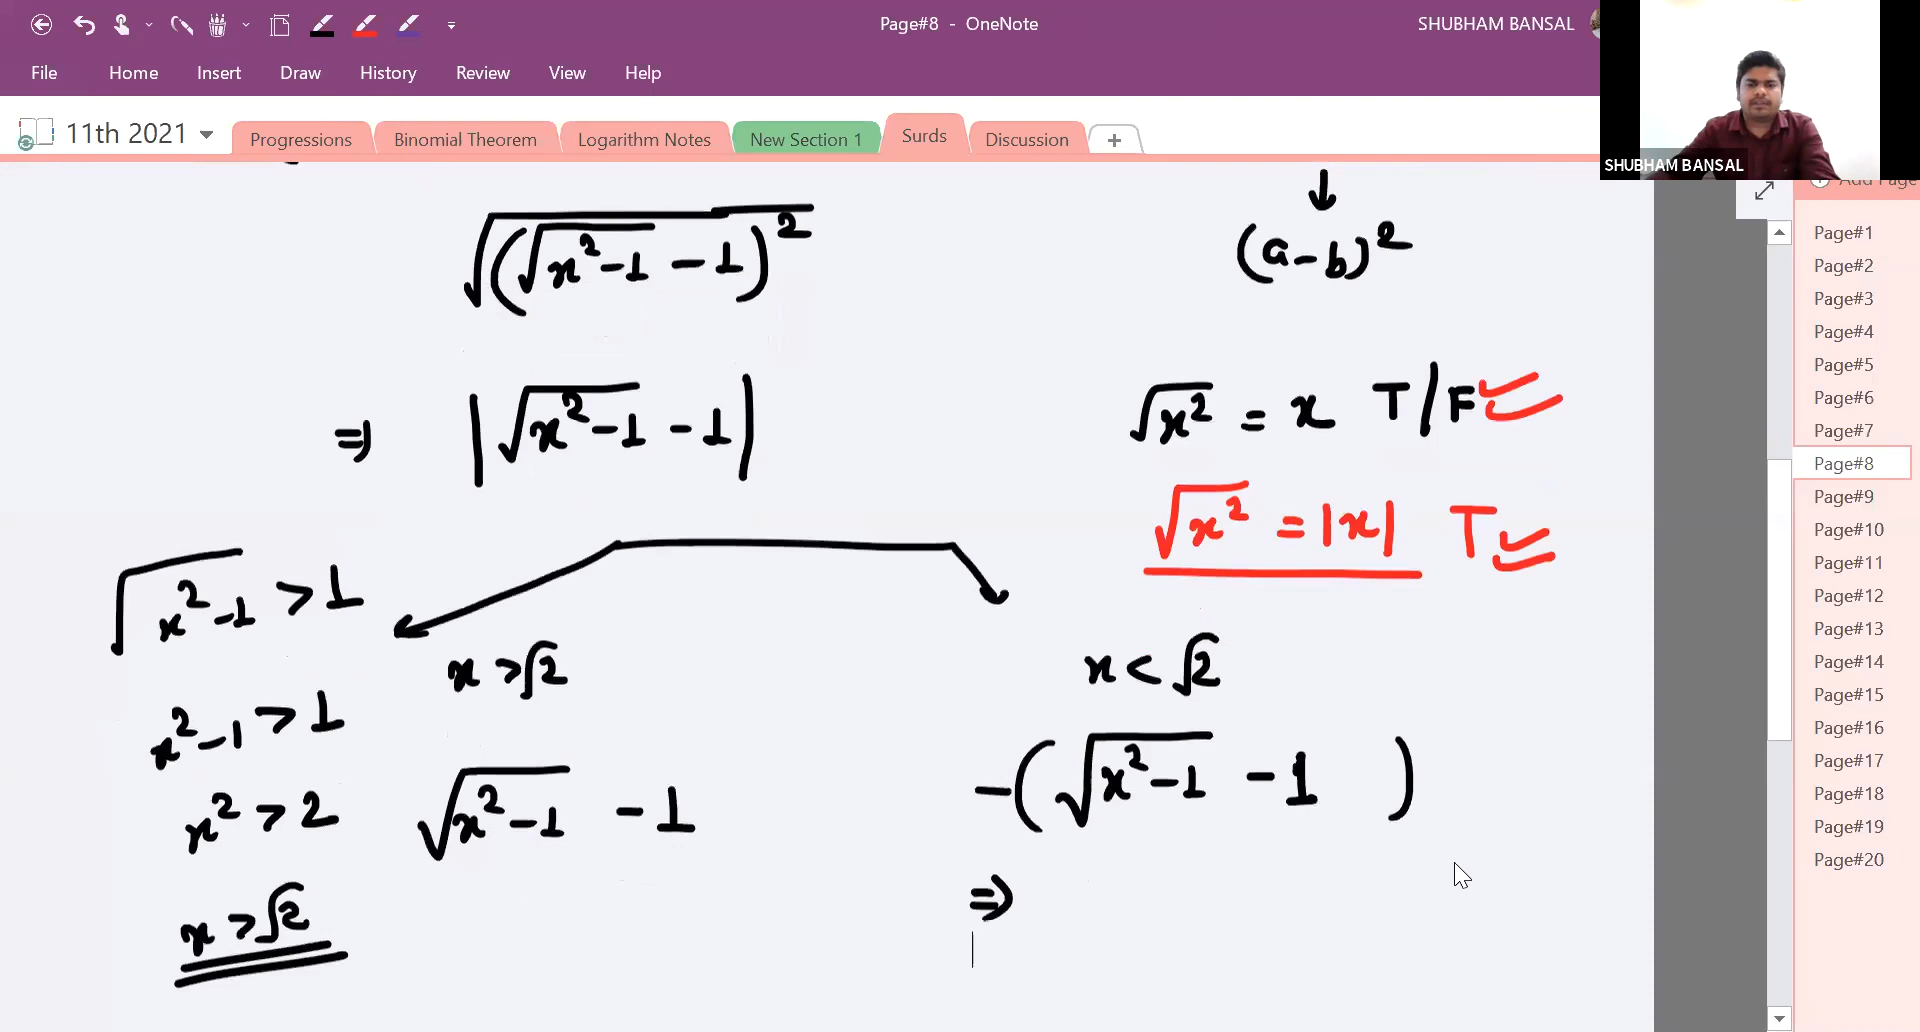 Page#8 - OneNote
SHUBHAM BANSAL
File Home Insert Draw History Review View Help
SHUBHAM BANSAL
11th 2021
Progressions
Binomial Theorem
Logarithm Notes
New Section 1
Surds
Discussion
+
Add Page
√((√(x²-1) - 1)²)
↓
(a-b)²
⇒ |√(x²-1) - 1|
√x² = x T/F
√x² = |x| T
√(x²-1) > 1
x²-1 > 1
x² > 2
x > √2
x > √2
√(x²-1) - 1
x < √2
-(√(x²-1) - 1 )
⇒
Page#1
Page#2
Page#3
Page#4
Page#5
Page#6
Page#7
Page#8
Page#9
Page#10
Page#11
Page#12
Page#13
Page#14
Page#15
Page#16
Page#17
Page#18
Page#19
Page#20